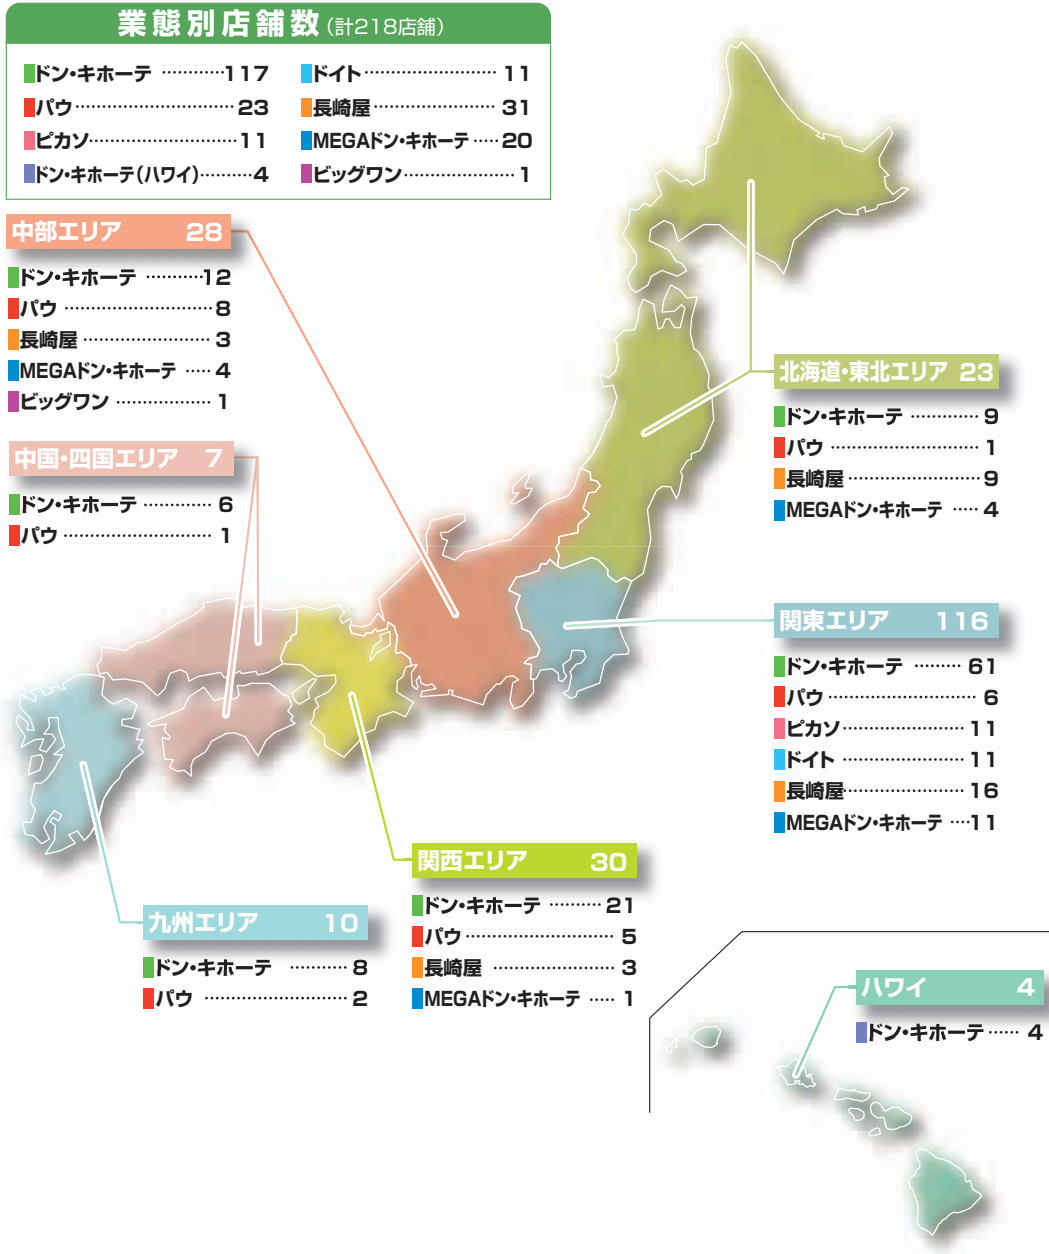 業態別店舗数(計218店舗)
ドン・キホーテ …………117
パウ…………………………23
ピカソ………………………11
ドン・キホーテ(ハワイ)………4
ドイト……………………11
長崎屋…………………31
MEGAドン・キホーテ……20
ビッグワン…………………1
中部エリア 28
ドン・キホーテ …………12
パウ ………………………8
長崎屋 ……………………3
MEGAドン・キホーテ ……4
ビッグワン ………………1
中国・四国エリア 7
ドン・キホーテ …………6
パウ ………………………1
北海道・東北エリア 23
ドン・キホーテ …………9
パウ ………………………1
長崎屋……………………9
MEGAドン・キホーテ ……4
関東エリア 116
ドン・キホーテ ………61
パウ ………………………6
ピカソ……………………11
ドイト ……………………11
長崎屋……………………16
MEGAドン・キホーテ …11
関西エリア 30
ドン・キホーテ ………21
パウ ………………………5
長崎屋 ……………………3
MEGAドン・キホーテ ……1
九州エリア 10
ドン・キホーテ …………8
パウ ………………………2
ハワイ 4
ドン・キホーテ……4